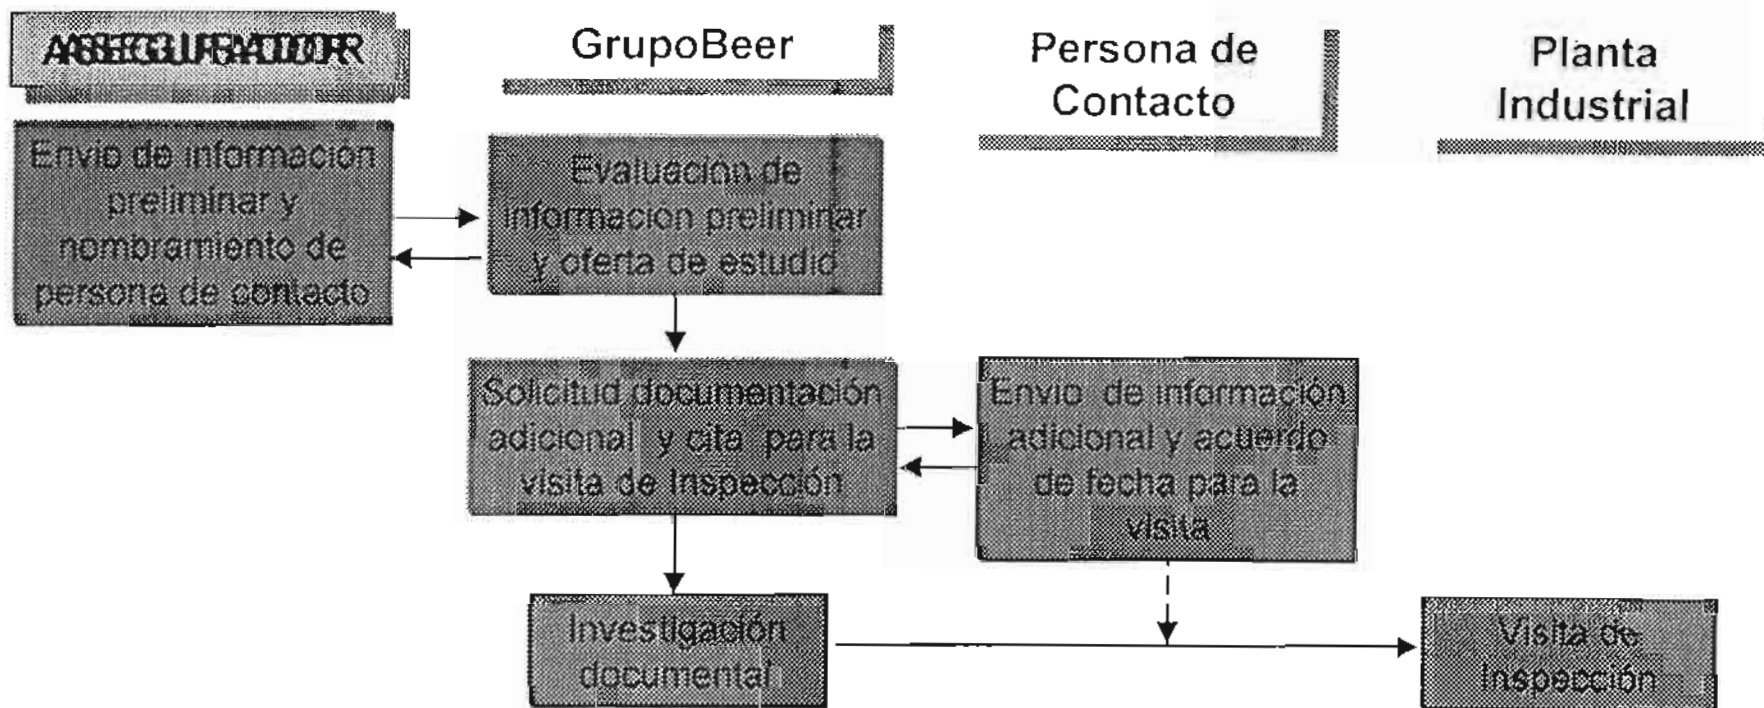 ASEGURADOR
GrupoBeer
Persona de
Contacto
Planta
Industrial
Envio de informacion
preliminar y
nombramiento de
persona de contacto
Evaluacion de
informacion preliminar
y oferta de estudio
Solicitud documentación
adicional y cita para la
visita de Inspección
Envio de información
adicional y acuerdo
de fecha para la
visita
Investigación
documental
Visita de
Inspección